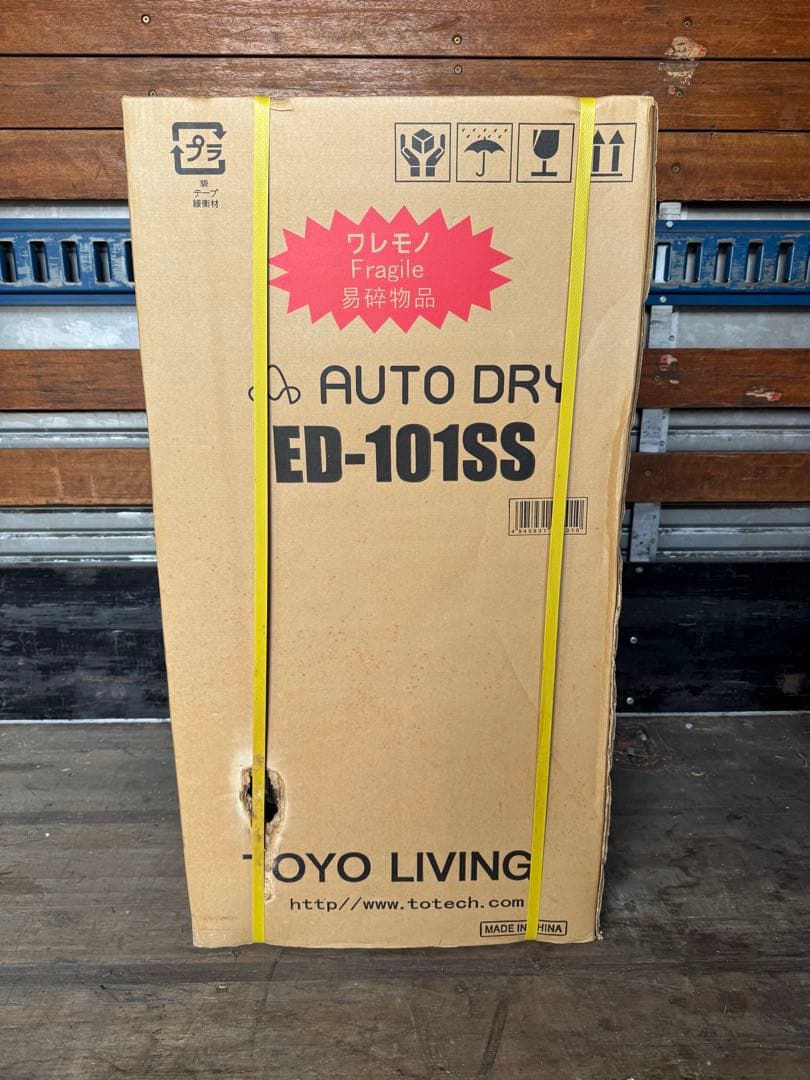 プラ
袋
テープ
緩衝材
ワレモノ
Fragile
易碎物品
AUTO DRY
ED-101SS
TOYO LIVING
http//www.totech.com
MADE IN CHINA